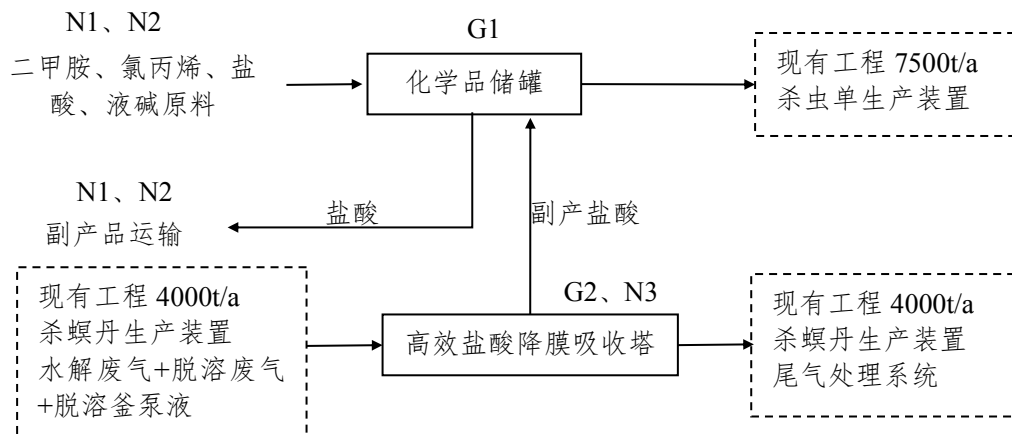 N1、N2
二甲胺、氯丙烯、盐
酸、液碱原料
G1
化学品储罐
现有工程 7500t/a
杀虫单生产装置
N1、N2
副产品运输
盐酸
副产盐酸
现有工程 4000t/a
杀螟丹生产装置
水解废气+脱溶废气
+脱溶釜泵液
G2、N3
高效盐酸降膜吸收塔
现有工程 4000t/a
杀螟丹生产装置
尾气处理系统